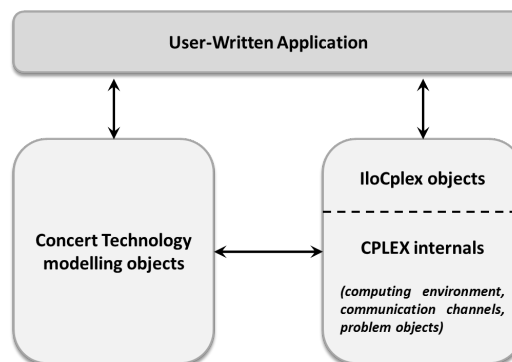 User-Written Application
Concert Technology
modelling objects
IloCplex objects
CPLEX internals
(computing environment,
communication channels,
problem objects)